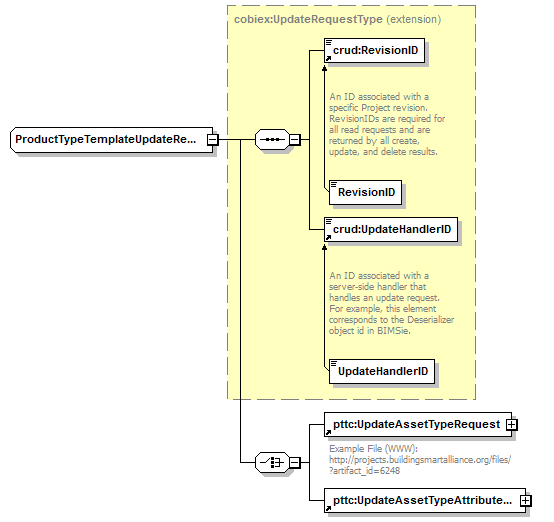 cobiex:UpdateRequestType (extension)
crud:RevisionID
An ID associated with a
specific Project revision.
RevisionIDs are required for
all read requests and are
returned by all create,
update, and delete results.
ProductTypeTemplateUpdateRe...
RevisionID
crud:UpdateHandlerID
An ID associated with a
server-side handler that
handles an update request.
For example, this element
corresponds to the Deserializer
object id in BIMSie.
UpdateHandlerID
pttc:UpdateAssetTypeRequest
Example File (WWW):
http://projects.buildingsmartalliance.org/files/
?artifact_id=6248
pttc:UpdateAssetTypeAttribute...